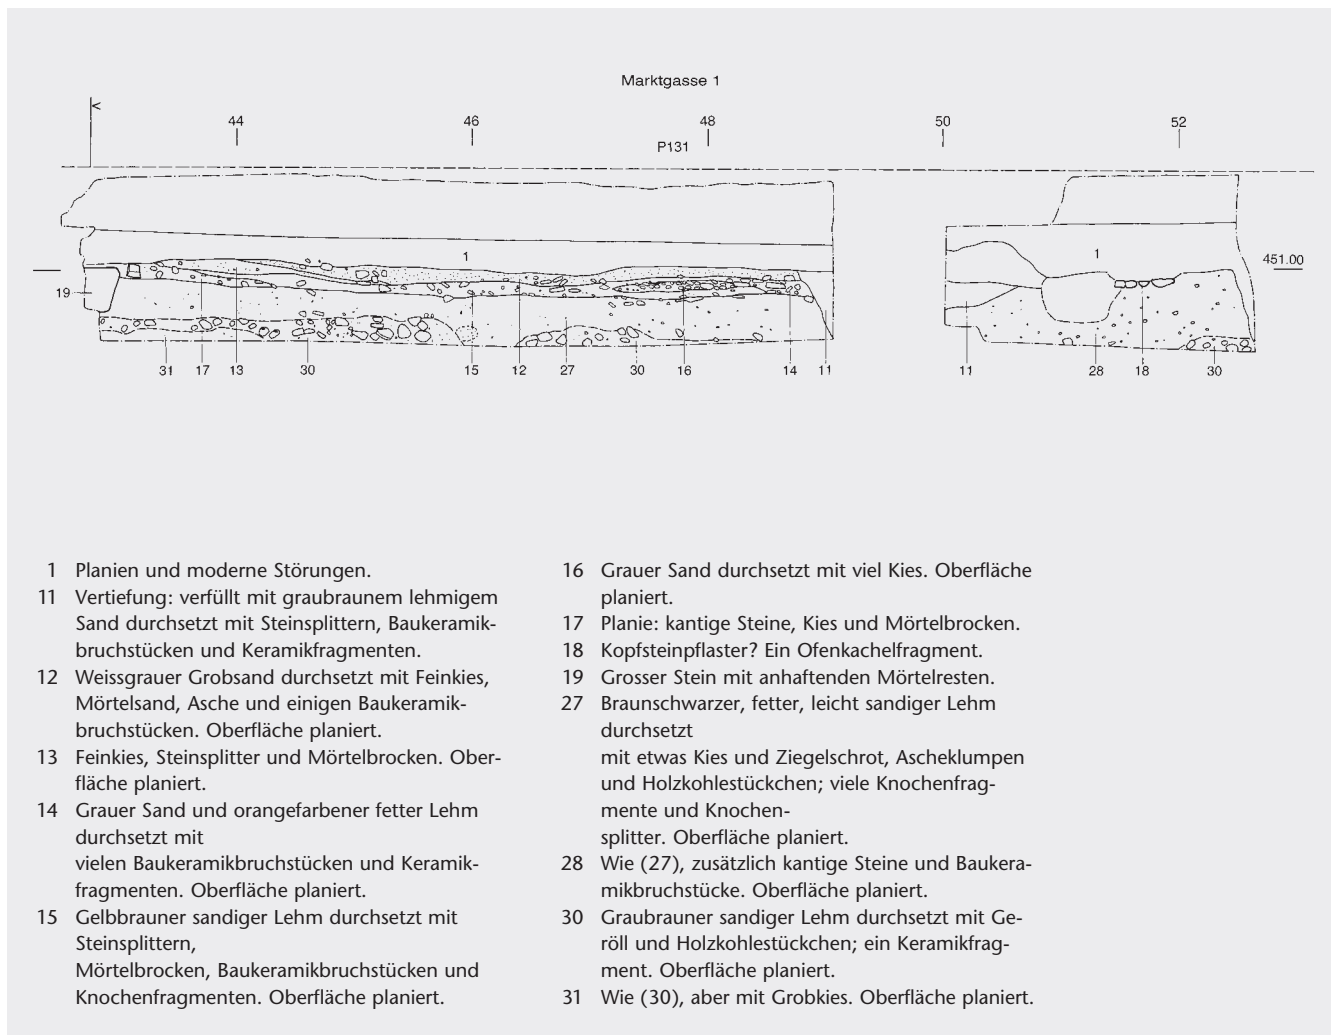 Marktgasse 1
<
44 46 48 50 52
P131
1 1
451.00
19
31 17 13 30 15 12 27 30 16 14 11 11 28 18 30
1 Planien und moderne Störungen.
11 Vertiefung: verfüllt mit graubraunem lehmigem
Sand durchsetzt mit Steinsplittern, Baukeramik-
bruchstücken und Keramikfragmenten.
12 Weissgrauer Grobsand durchsetzt mit Feinkies,
Mörtelsand, Asche und einigen Baukeramik-
bruchstücken. Oberfläche planiert.
13 Feinkies, Steinsplitter und Mörtelbrocken. Ober-
fläche planiert.
14 Grauer Sand und orangefarbener fetter Lehm
durchsetzt mit
vielen Baukeramikbruchstücken und Keramik-
fragmenten. Oberfläche planiert.
15 Gelbbrauner sandiger Lehm durchsetzt mit
Steinsplittern,
Mörtelbrocken, Baukeramikbruchstücken und
Knochenfragmenten. Oberfläche planiert.
16 Grauer Sand durchsetzt mit viel Kies. Oberfläche
planiert.
17 Planie: kantige Steine, Kies und Mörtelbrocken.
18 Kopfsteinpflaster? Ein Ofenkachelfragment.
19 Grosser Stein mit anhaftenden Mörtelresten.
27 Braunschwarzer, fetter, leicht sandiger Lehm
durchsetzt
mit etwas Kies und Ziegelschrot, Ascheklumpen
und Holzkohlestückchen; viele Knochenfrag-
mente und Knochen-
splitter. Oberfläche planiert.
28 Wie (27), zusätzlich kantige Steine und Baukera-
mikbruchstücke. Oberfläche planiert.
30 Graubrauner sandiger Lehm durchsetzt mit Ge-
röll und Holzkohlestückchen; ein Keramikfrag-
ment. Oberfläche planiert.
31 Wie (30), aber mit Grobkies. Oberfläche planiert.